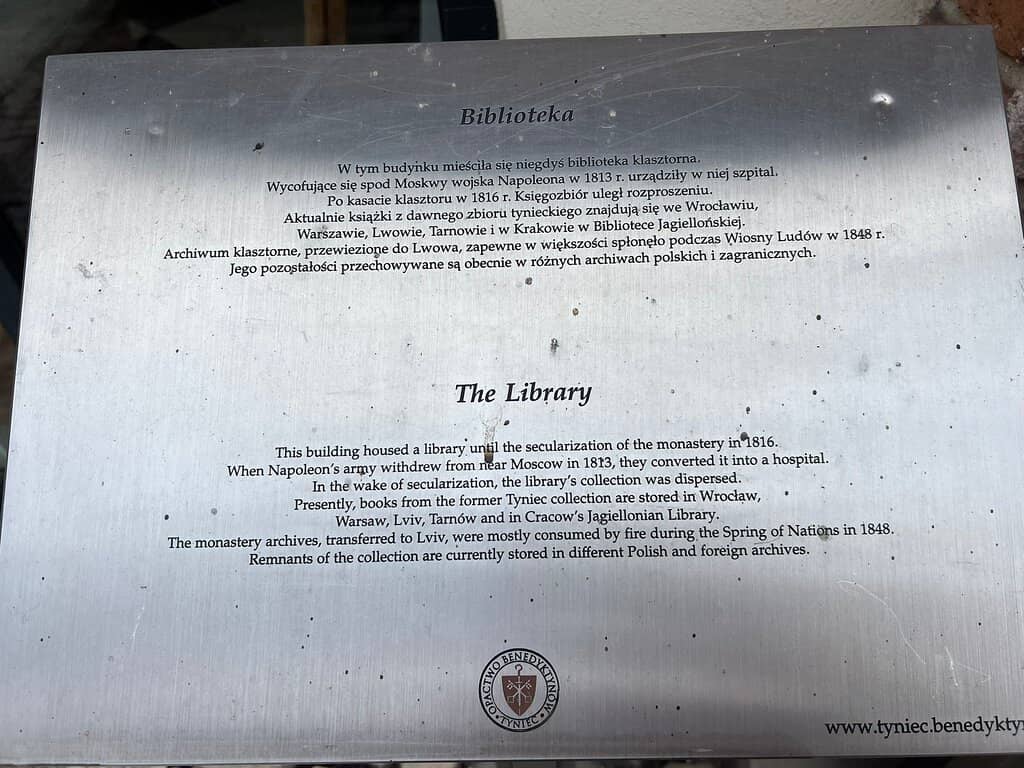 Biblioteka
W tym budynku mieściła się niegdyś biblioteka klasztorna.
Wycofujące się spod Moskwy wojska Napoleona w 1813 r. urządziły w niej szpital.
Po kasacie klasztoru w 1816 r. Księgozbiór uległ rozproszeniu.
Aktualnie książki z dawnego zbioru tynieckiego znajdują się we Wrocławiu,
Warszawie, Lwowie, Tarnowie i w Krakowie w Bibliotece Jagiellońskiej.
Archiwum klasztorne, przewiezione do Lwowa, zapewne w większości spłonęło podczas Wiosny Ludów w 1848 r.
Jego pozostałości przechowywane są obecnie w różnych archiwach polskich i zagranicznych.
The Library
This building housed a library until the secularization of the monastery in 1816.
When Napoleon's army withdrew from near Moscow in 1813, they converted it into a hospital.
In the wake of secularization, the library's collection was dispersed.
Presently, books from the former Tyniec collection are stored in Wrocław,
Warsaw, Lviv, Tarnów and in Cracow's Jagiellonian Library.
The monastery archives, transferred to Lviv, were mostly consumed by fire during the Spring of Nations in 1848.
Remnants of the collection are currently stored in different Polish and foreign archives.
OPACTWO BENEDYKTYNÓW
TYNIEC
www.tyniec.benedykty